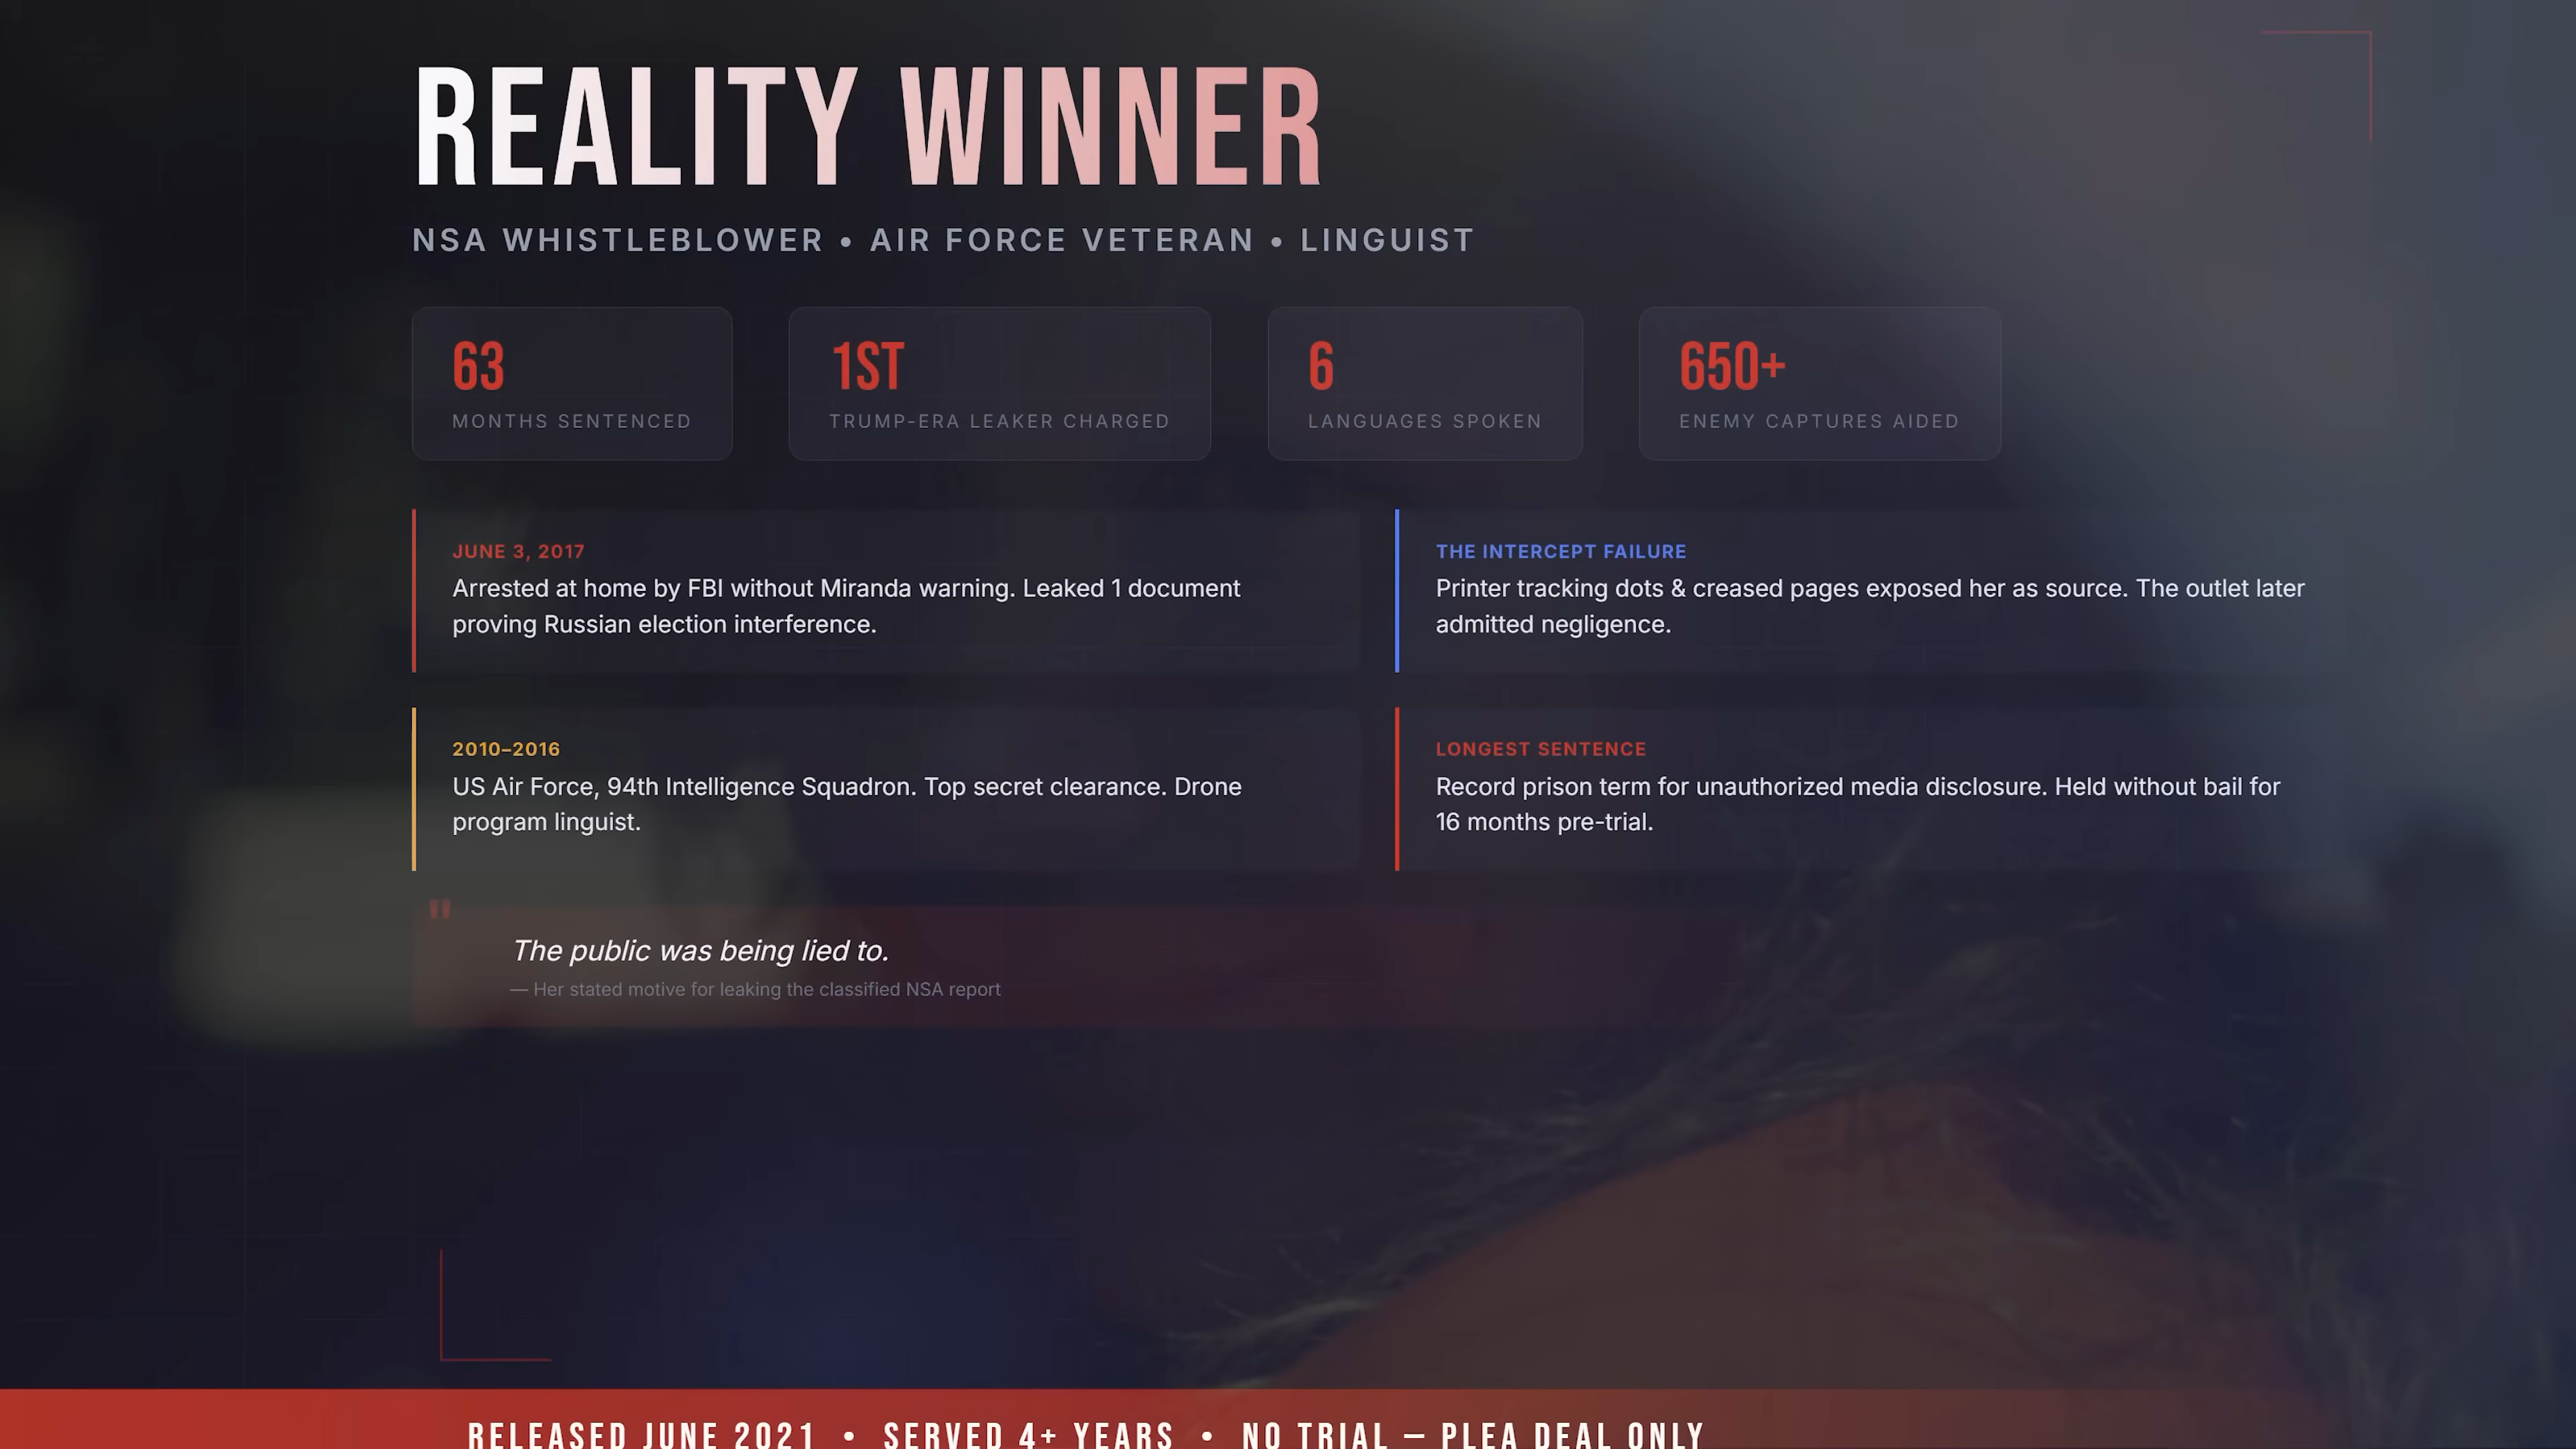 REALITY WINNER
NSA WHISTLEBLOWER • AIR FORCE VETERAN • LINGUIST
63
MONTHS SENTENCED
1ST
TRUMP-ERA LEAKER CHARGED
6
LANGUAGES SPOKEN
650+
ENEMY CAPTURES AIDED
JUNE 3, 2017
Arrested at home by FBI without Miranda warning. Leaked 1 document
proving Russian election interference.
THE INTERCEPT FAILURE
Printer tracking dots & creased pages exposed her as source. The outlet later
admitted negligence.
2010–2016
US Air Force, 94th Intelligence Squadron. Top secret clearance. Drone
program linguist.
LONGEST SENTENCE
Record prison term for unauthorized media disclosure. Held without bail for
16 months pre-trial.
"
The public was being lied to.
— Her stated motive for leaking the classified NSA report
RELEASED JUNE 2021 • SERVED 4+ YEARS • NO TRIAL — PLEA DEAL ONLY